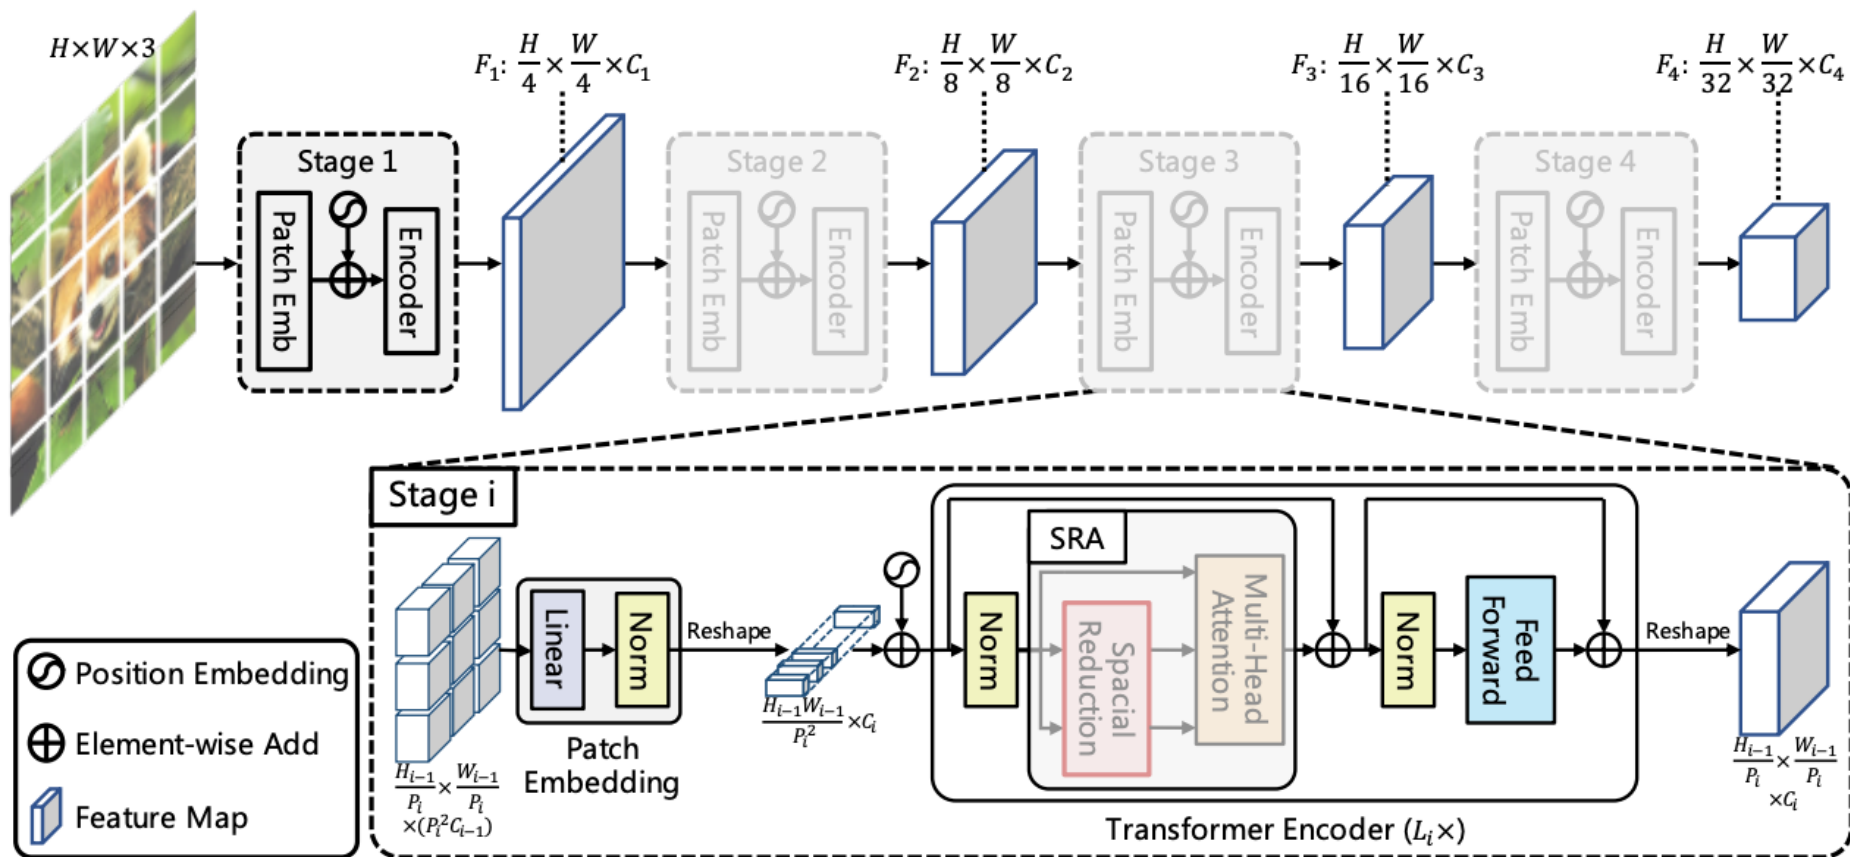 H×W×3
F₁: H/4 × W/4 ×C₁
F₂: H/8 × W/8 ×C₂
F₃: H/16 × W/16 ×C₃
F₄: H/32 × W/32 ×C₄
Stage 1
Patch Emb
Encoder
Stage 2
Patch Emb
Encoder
Stage 3
Patch Emb
Encoder
Stage 4
Patch Emb
Encoder
Stage i
Hᵢ₋₁/Pᵢ × Wᵢ₋₁/Pᵢ
×(Pᵢ²Cᵢ₋₁)
Linear
Norm
Patch
Embedding
Reshape
Hᵢ₋₁Wᵢ₋₁/Pᵢ² ×Cᵢ
Norm
SRA
Spacial
Reduction
Multi-Head
Attention
Norm
Feed
Forward
Reshape
Hᵢ₋₁/Pᵢ × Wᵢ₋₁/Pᵢ
×Cᵢ
Transformer Encoder (Lᵢ×)
Position Embedding
Element-wise Add
Feature Map